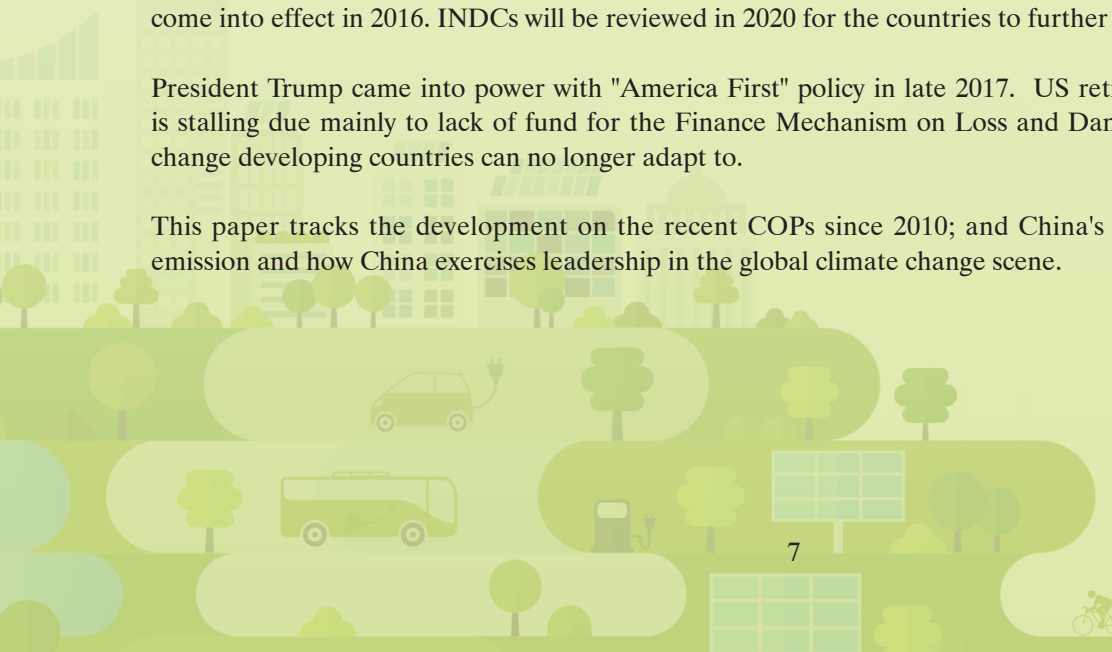 come into effect in 2016. INDCs will be reviewed in 2020 for the countries to further
President Trump came into power with "America First" policy in late 2017. US
is stalling due mainly to lack of fund for the Finance Mechanism on Loss and
change developing countries can no longer adapt to.
This paper tracks the development on the recent COPs since 2010; and China's
emission and how China exercises leadership in the global climate change scene.
7